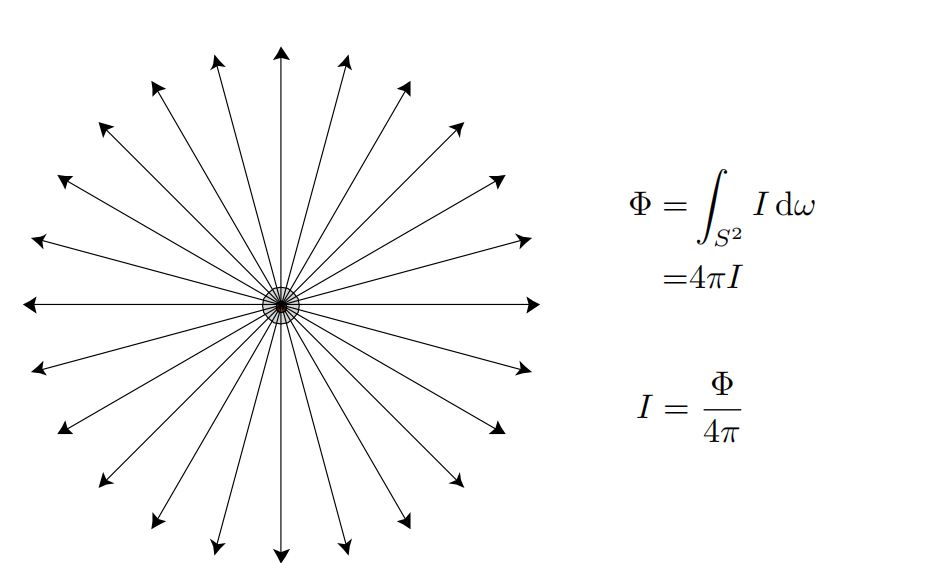 Φ = ∫_{S²} I dω
=4πI
I = Φ/4π